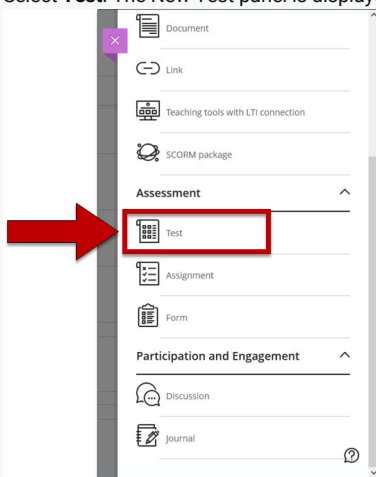 Select Test. The New Test panel is display
Document
Link
Teaching tools with LTI connection
SCORM package
Assessment
Test
Assignment
Form
Participation and Engagement
Discussion
Journal